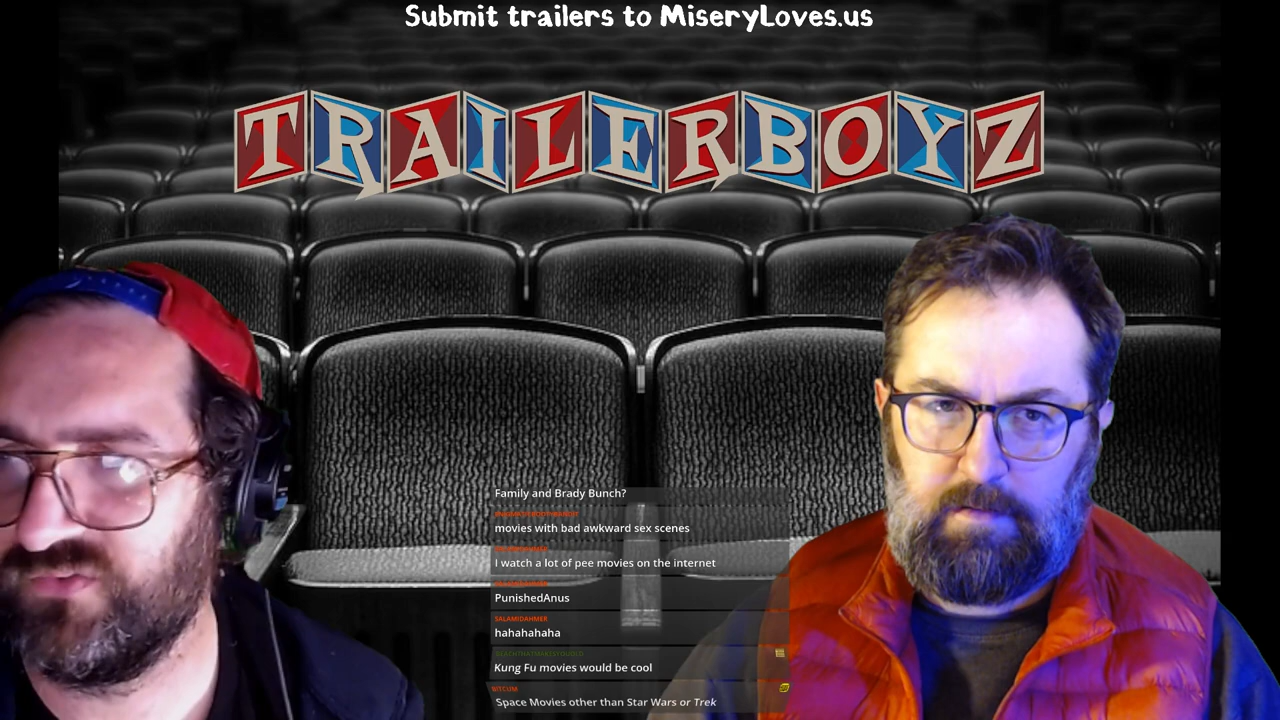 Submit trailers to MiseryLoves.us
TRAILERBOYZ
Family and Brady Bunch?
movies with bad awkward sex scenes
I watch a lot of pee movies on the internet
PunishedAnus
SALAMIDAHMER
hahahahaha
Kung Fu movies would be cool
Space Movies other than Star Wars or Trek